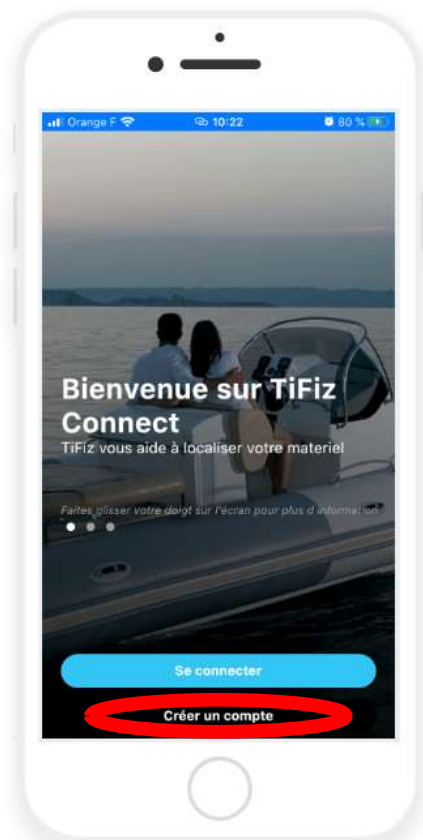 Orange F 10:22 80 %
Bienvenue sur TiFiz
Connect
TiFiz vous aide à localiser votre materiel
Faites glisser votre doigt sur l'écran pour plus d information
Se connecter
Créer un compte